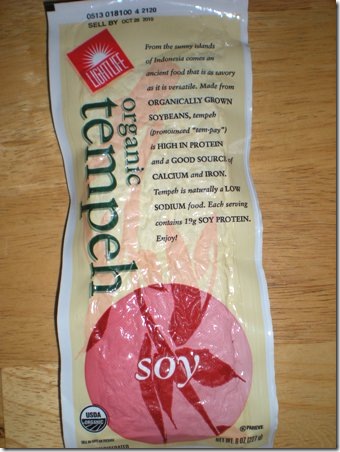 0513 018100 4 2120
SELL BY OCT 28 2010
LIGHTLIFE
organic
tempeh
From the sunny islands
of Indonesia comes an
ancient food that is as savory
as it is versatile. Made from
ORGANICALLY GROWN
SOYBEANS, tempeh
(pronounced "tem-pay")
is HIGH IN PROTEIN
and a GOOD SOURCE of
CALCIUM and IRON.
Tempeh is naturally a LOW
SODIUM food. Each serving
contains 19g SOY PROTEIN.
Enjoy!
soy
USDA
ORGANIC
PAREVE
NET WT. 8 OZ (227g)